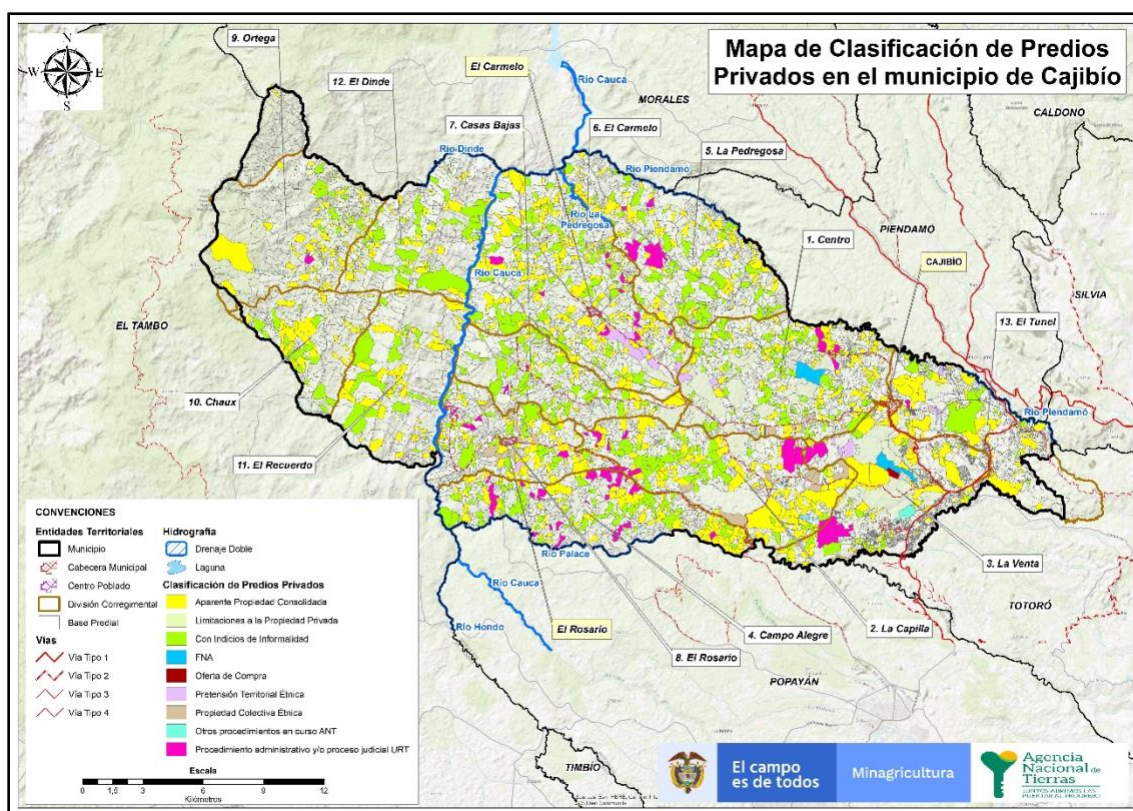 Mapa de Clasificación de Predios
Privados en el municipio de Cajibío
N
W E
S
9. Ortega
12. El Dinde
El Carmelo
7. Casas Bajas
Río Cauca
MORALES
6. El Carmelo
5. La Pedregosa
CALDONO
Río Dinde
Río Piendamó
Río La
Pedregosa
1. Centro
PIENDAMÓ
CAJIBÍO
Río Cauca
SILVIA
13. El Tunel
EL TAMBO
Río Piendamó
10. Chaux
11. El Recuerdo
3. La Venta
Río Palace
TOTORÓ
Río Cauca
El Rosario
4. Campo Alegre
2. La Capilla
8. El Rosario
Río Hondo
POPAYÁN
TIMBÍO
CONVENCIONES
Entidades Territoriales
Municipio
Cabecera Municipal
Centro Poblado
División Corregimental
Base Predial
Vías
Vía Tipo 1
Vía Tipo 2
Vía Tipo 3
Vía Tipo 4
Hidrografía
Drenaje Doble
Laguna
Clasificación de Predios Privados
Aparente Propiedad Consolidada
Limitaciones a la Propiedad Privada
Con Indicios de Informalidad
FNA
Oferta de Compra
Pretensión Territorial Étnica
Propiedad Colectiva Étnica
Otros procedimientos en curso ANT
Procedimiento administrativo y/o proceso judicial URT
Escala
0 1,5 3 6 9 12
Kilómetros
El campo
es de todos
Minagricultura
Agencia
Nacional de
Tierras
JUNTOS ABRIMOS LAS
PUERTAS AL PROGRESO